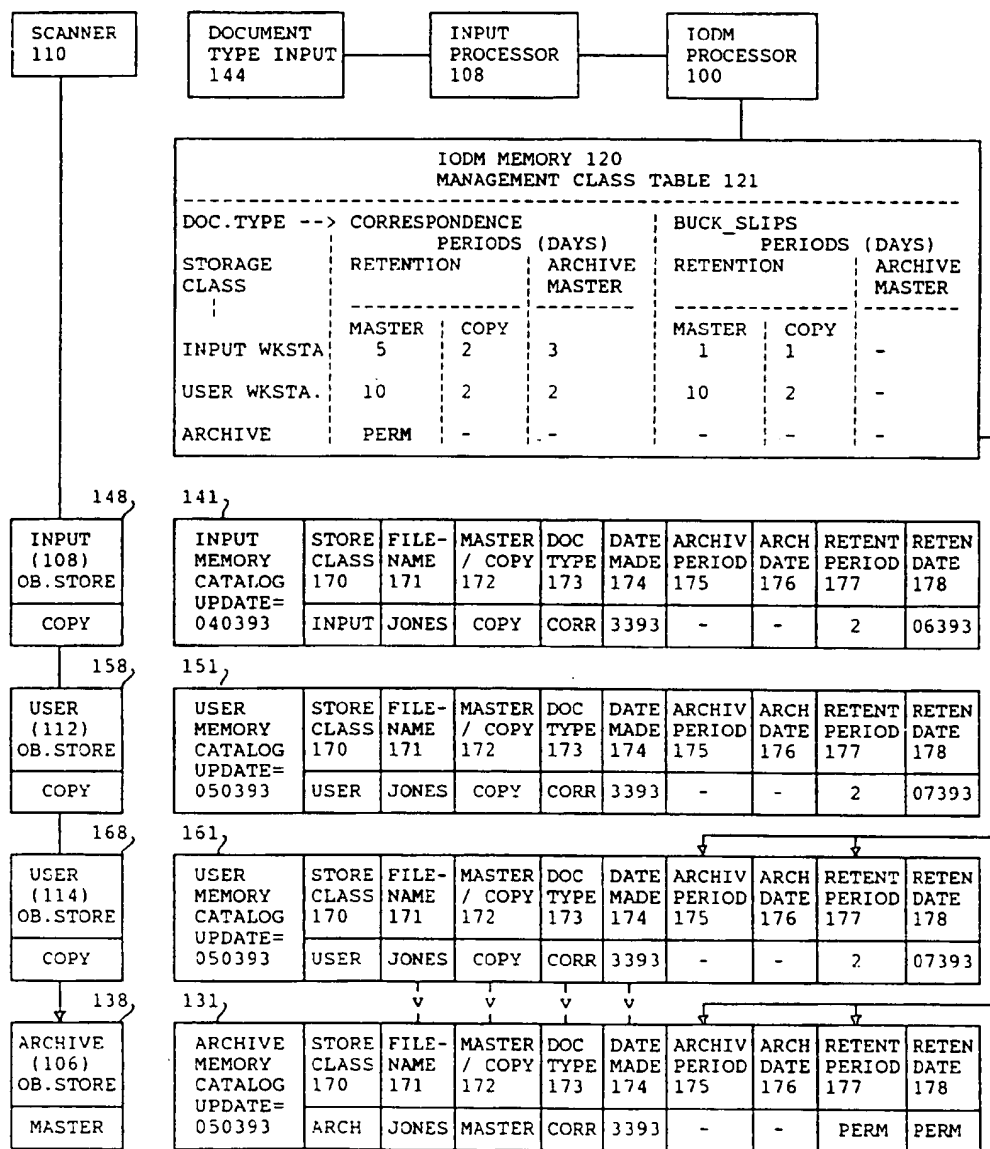 SCANNER
110
DOCUMENT
TYPE INPUT
144
INPUT
PROCESSOR
108
IODM
PROCESSOR
100
IODM MEMORY 120
MANAGEMENT CLASS TABLE 121
DOC.TYPE --> CORRESPONDENCE BUCK_SLIPS
PERIODS (DAYS) PERIODS (DAYS)
STORAGE RETENTION ARCHIVE RETENTION ARCHIVE
CLASS MASTER MASTER
MASTER COPY MASTER COPY
INPUT WKSTA 5 2 3 1 1 -
USER WKSTA. 10 2 2 10 2 -
ARCHIVE PERM - - - - -
148
141
INPUT
(108)
OB.STORE
COPY
INPUT STORE FILE- MASTER DOC DATE ARCHIV ARCH RETENT RETEN
MEMORY CLASS NAME / COPY TYPE MADE PERIOD DATE PERIOD DATE
CATALOG 170 171 172 173 174 175 176 177 178
UPDATE=
040393 INPUT JONES COPY CORR 3393 - - 2 06393
158
151
USER
(112)
OB.STORE
COPY
USER STORE FILE- MASTER DOC DATE ARCHIV ARCH RETENT RETEN
MEMORY CLASS NAME / COPY TYPE MADE PERIOD DATE PERIOD DATE
CATALOG 170 171 172 173 174 175 176 177 178
UPDATE=
050393 USER JONES COPY CORR 3393 - - 2 07393
168
161
USER
(114)
OB.STORE
COPY
USER STORE FILE- MASTER DOC DATE ARCHIV ARCH RETENT RETEN
MEMORY CLASS NAME / COPY TYPE MADE PERIOD DATE PERIOD DATE
CATALOG 170 171 172 173 174 175 176 177 178
UPDATE=
050393 USER JONES COPY CORR 3393 - - 2 07393
138
131
ARCHIVE
(106)
OB.STORE
MASTER
ARCHIVE STORE FILE- MASTER DOC DATE ARCHIV ARCH RETENT RETEN
MEMORY CLASS NAME / COPY TYPE MADE PERIOD DATE PERIOD DATE
CATALOG 170 171 172 173 174 175 176 177 178
UPDATE=
050393 ARCH JONES MASTER CORR 3393 - - PERM PERM